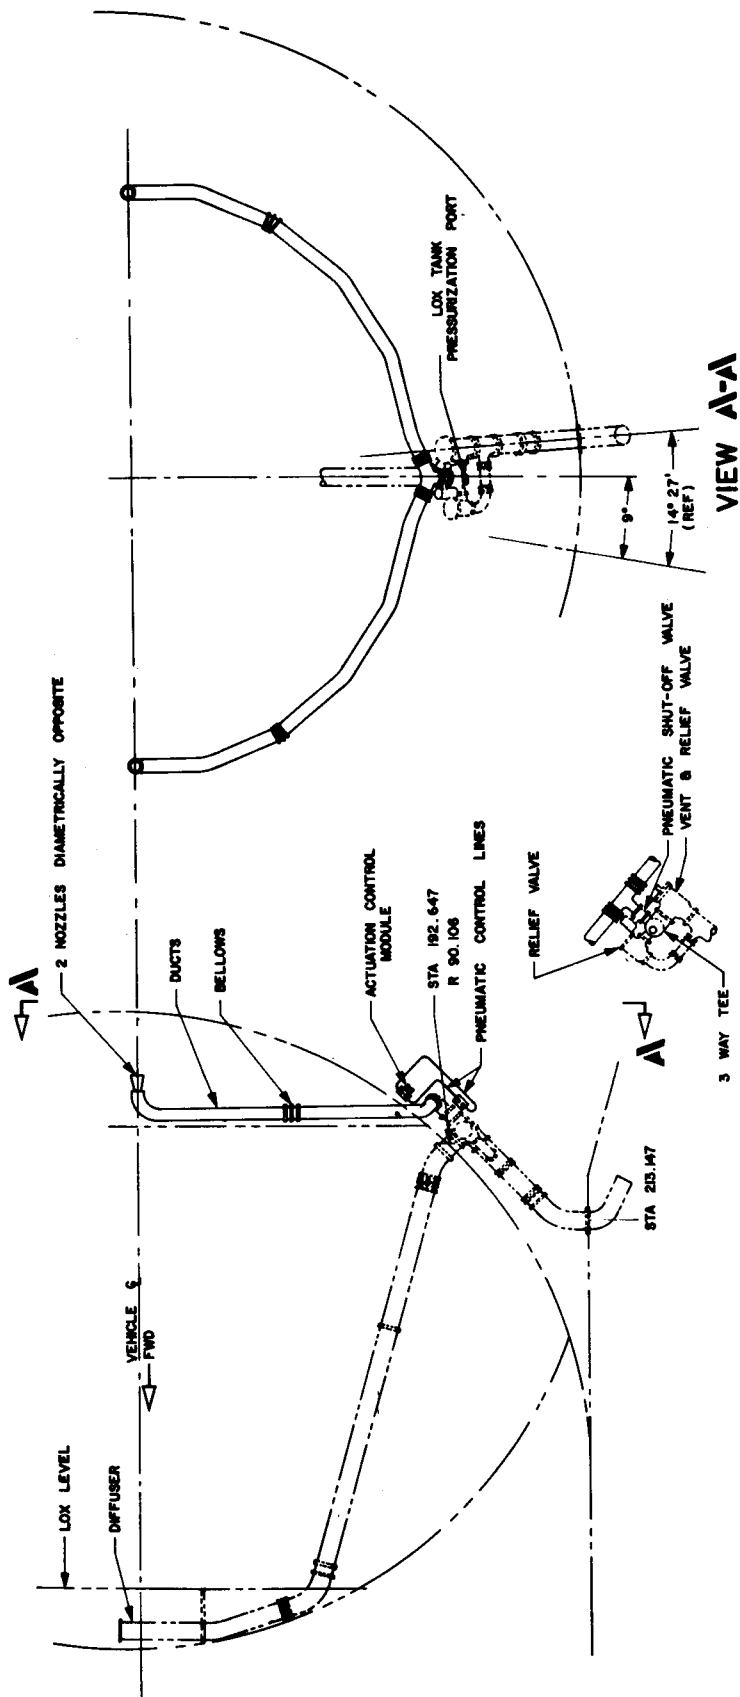 LOX LEVEL
DIFFUSER
VEHICLE ℄
FWD
A
2 NOZZLES DIAMETRICALLY OPPOSITE
DUCTS
BELLOWS
ACTUATION CONTROL
MODULE
STA 192.647
R 90.106
PNEUMATIC CONTROL LINES
STA 213.147
A
RELIEF VALVE
3 WAY TEE
PNEUMATIC SHUT-OFF VALVE
VENT & RELIEF VALVE
LOX TANK
PRESSURIZATION PORT
9°
14° 27'
(REF)
VIEW A-A